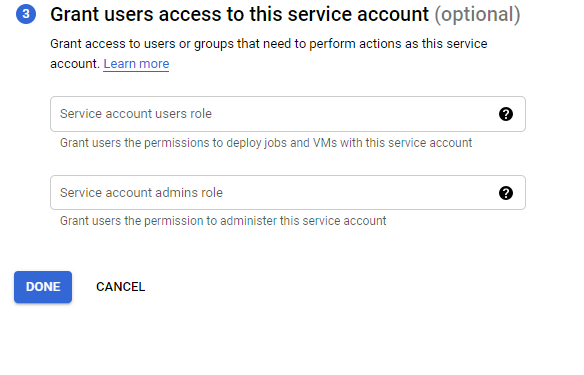 3 Grant users access to this service account (optional)
Grant access to users or groups that need to perform actions as this service
account. Learn more
Service account users role ?
Grant users the permissions to deploy jobs and VMs with this service account
Service account admins role ?
Grant users the permission to administer this service account
DONE CANCEL